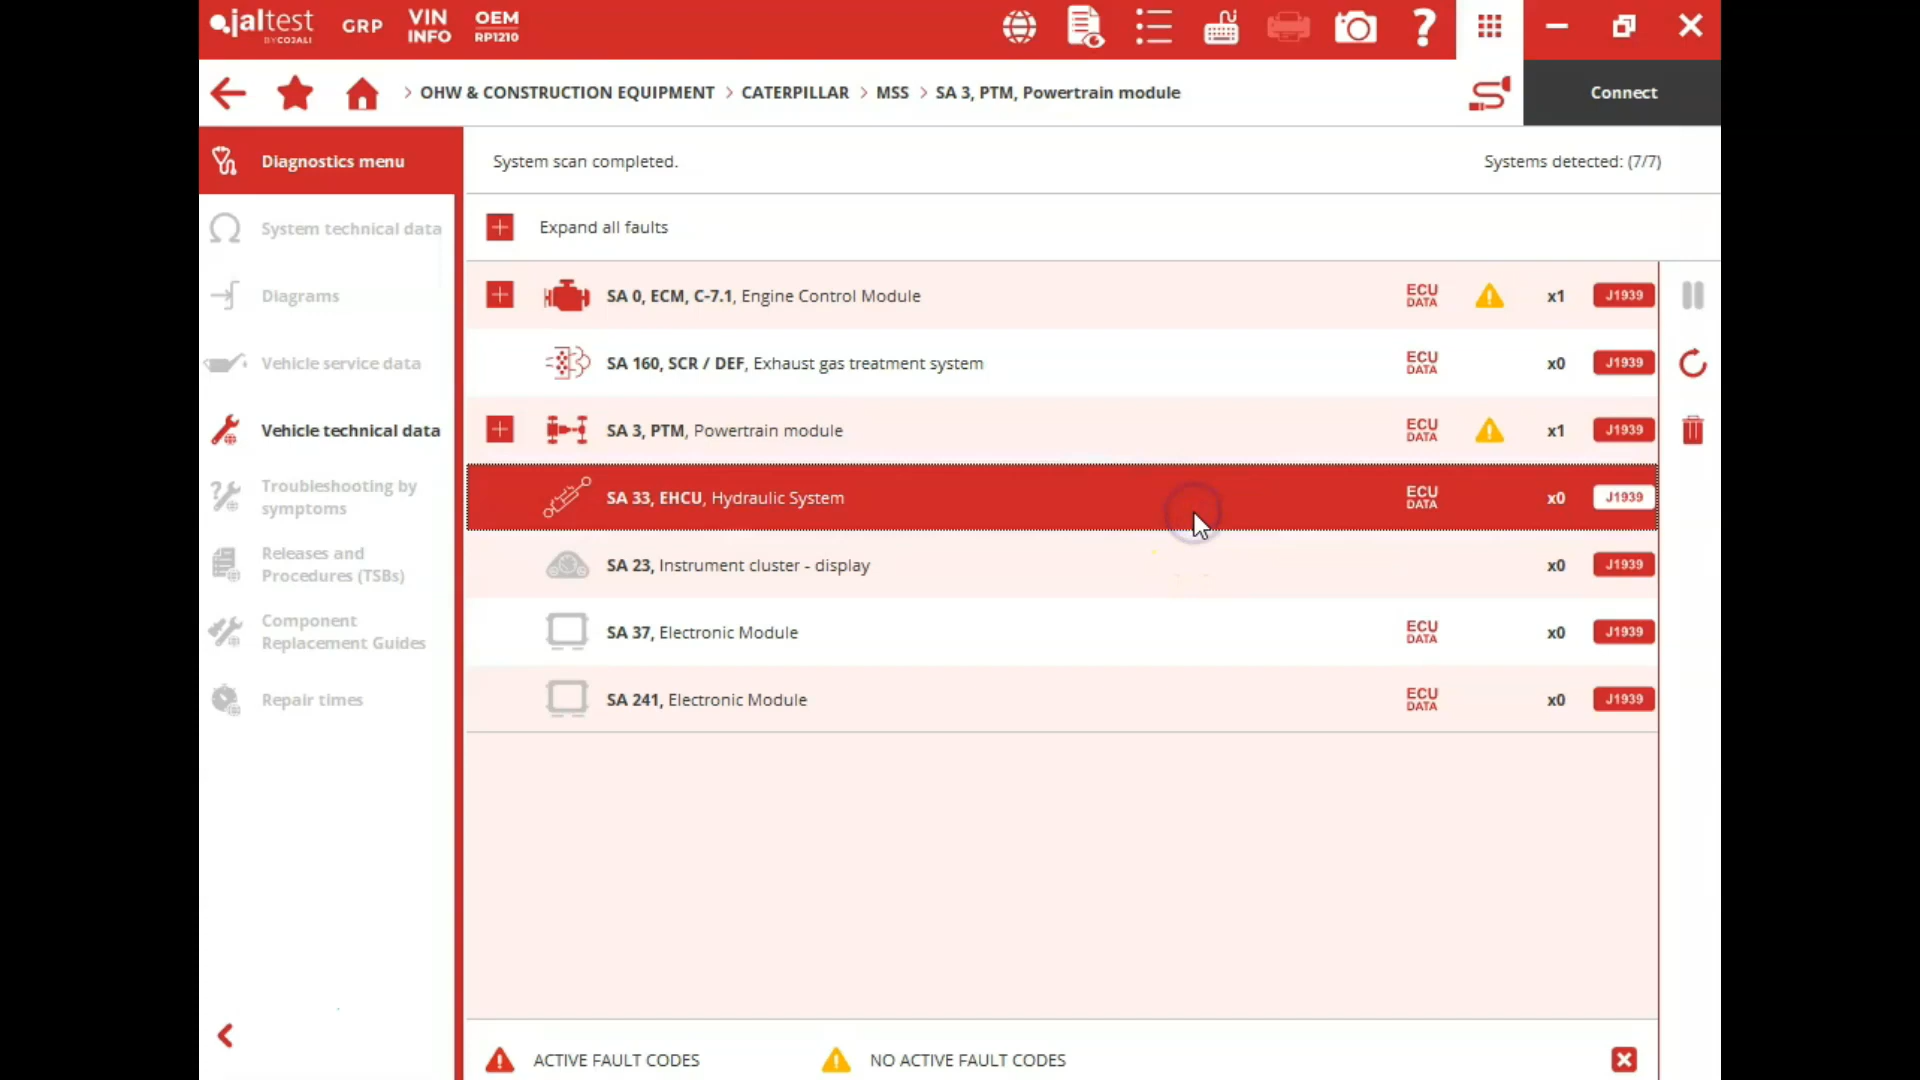 jaltest
BY COJALI
GRP
VIN
INFO
OEM
RP1210
?
> OHW & CONSTRUCTION EQUIPMENT > CATERPILLAR > MSS > SA 3, PTM, Powertrain module
Connect
Diagnostics menu
System technical data
Diagrams
Vehicle service data
Vehicle technical data
Troubleshooting by
symptoms
Releases and
Procedures (TSBs)
Component
Replacement Guides
Repair times
System scan completed.
Systems detected: (7/7)
Expand all faults
SA 0, ECM, C-7.1, Engine Control Module
ECU
DATA
x1
J1939
SA 160, SCR / DEF, Exhaust gas treatment system
ECU
DATA
x0
J1939
SA 3, PTM, Powertrain module
ECU
DATA
x1
J1939
SA 33, EHCU, Hydraulic System
ECU
DATA
x0
J1939
SA 23, Instrument cluster - display
x0
J1939
SA 37, Electronic Module
ECU
DATA
x0
J1939
SA 241, Electronic Module
ECU
DATA
x0
J1939
ACTIVE FAULT CODES
NO ACTIVE FAULT CODES